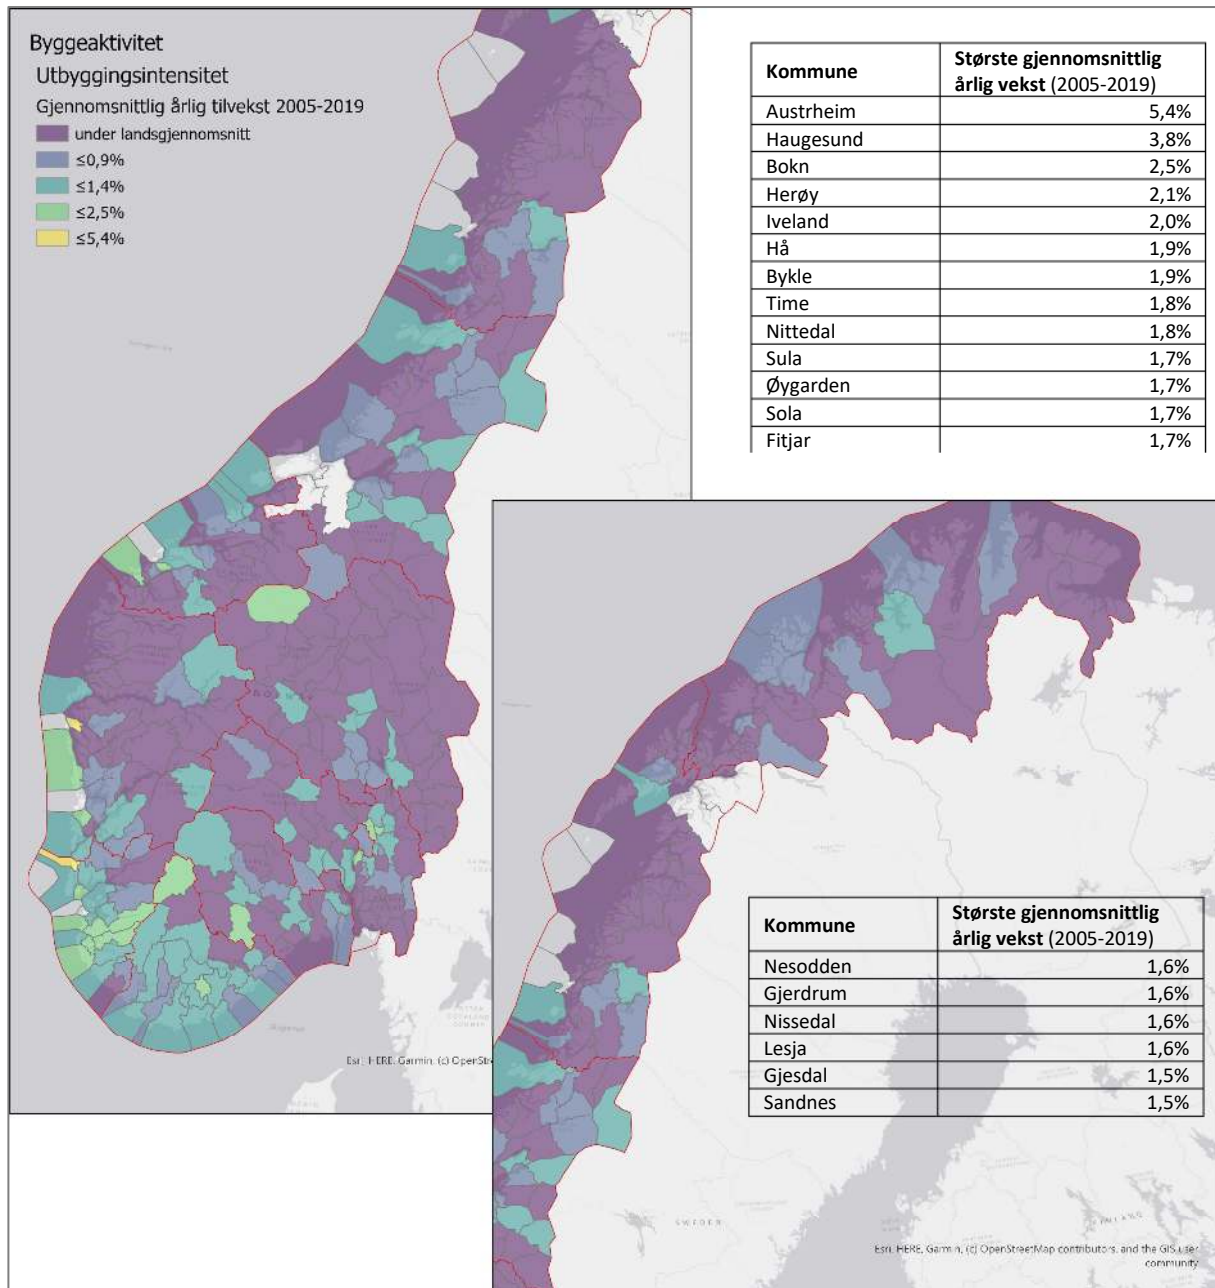 Byggeaktivitet
Utbyggingsintensitet
Gjennomsnittlig årlig tilvekst 2005-2019
under landsgjennomsnitt
≤0,9%
≤1,4%
≤2,5%
≤5,4%
Kommune Største gjennomsnittlig
årlig vekst (2005-2019)
Austrheim 5,4%
Haugesund 3,8%
Bokn 2,5%
Herøy 2,1%
Iveland 2,0%
Hå 1,9%
Bykle 1,9%
Time 1,8%
Nittedal 1,8%
Sula 1,7%
Øygarden 1,7%
Sola 1,7%
Fitjar 1,7%
Esri, HERE, Garmin, (c) OpenStre
Kommune Største gjennomsnittlig
årlig vekst (2005-2019)
Nesodden 1,6%
Gjerdrum 1,6%
Nissedal 1,6%
Lesja 1,6%
Gjesdal 1,5%
Sandnes 1,5%
SWEDEN
Esri, HERE, Garmin, (c) OpenStreetMap contributors, and the GIS user
community